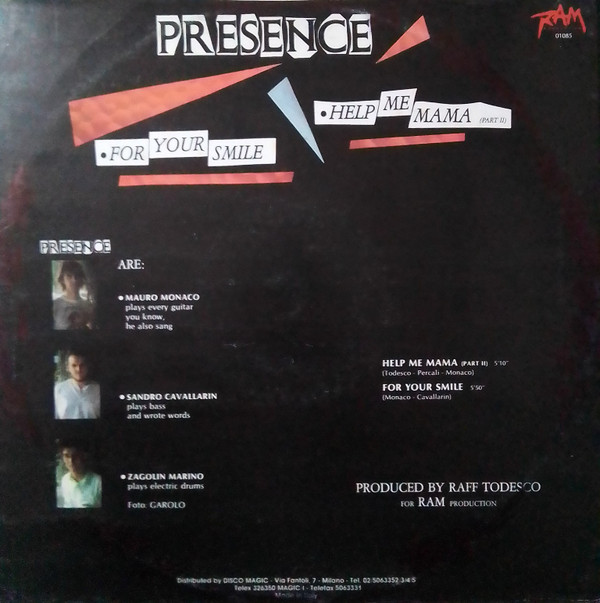 PRESENCE
RAM
01085
•HELP ME MAMA (PART II)
•FOR YOUR SMILE
PRESENCE
ARE:
• MAURO MONACO
plays every guitar
you know,
he also sang
HELP ME MAMA (PART II) 5'10"
(Todesco - Percali - Monaco)
FOR YOUR SMILE 5'50"
(Monaco - Cavallarin)
• SANDRO CAVALLARIN
plays bass
and wrote words
• ZAGOLIN MARINO
plays electric drums
Foto: GAROLO
PRODUCED BY RAFF TODESCO
FOR RAM PRODUCTION
Distributed by DISCO MAGIC - Via Fantoli, 7 - Milano - Tel. 02 5063352/3/4/5
Telex 326350 MAGIC I - Telefax 5063331
Made in Italy